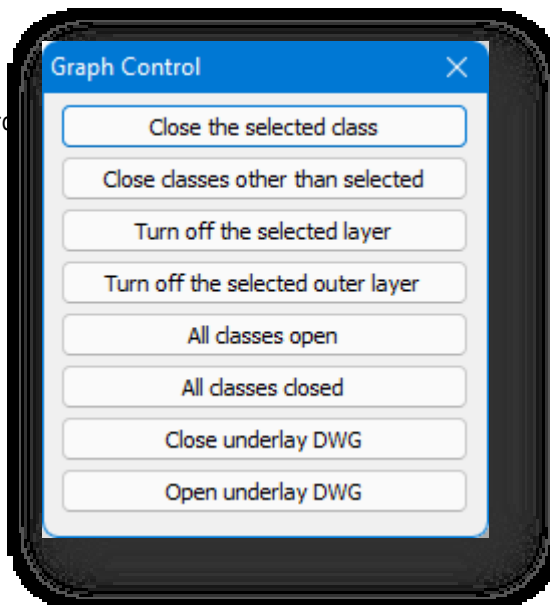 Graph Control
Close the selected class
Close classes other than selected
Turn off the selected layer
Turn off the selected outer layer
All classes open
All classes closed
Close underlay DWG
Open underlay DWG